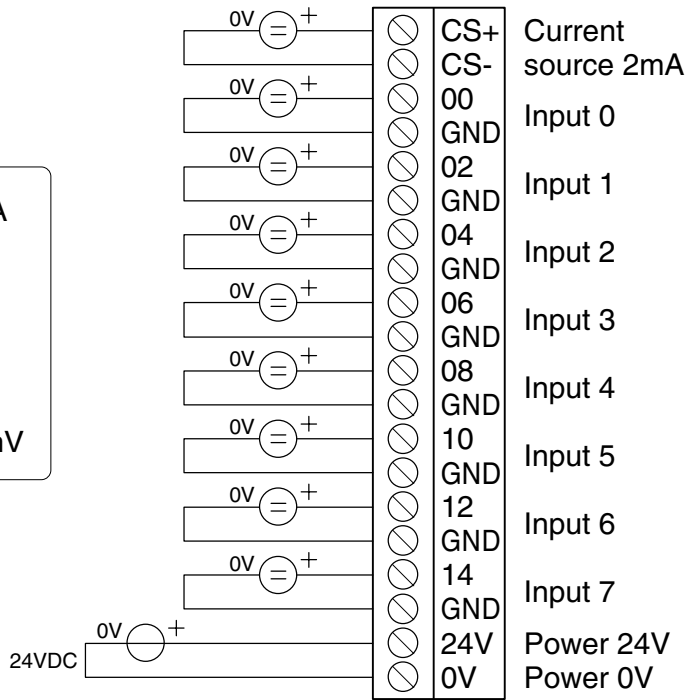 0V + CS+ Current
CS- source 2mA
0V + 00
GND Input 0
0V + 02
GND Input 1
0V + 04
GND Input 2
0V + 06
GND Input 3
0V + 08
GND Input 4
0V + 10
GND Input 5
0V + 12
GND Input 6
0V + 14
GND Input 7
0V + 24V Power 24V
24VDC 0V Power 0V